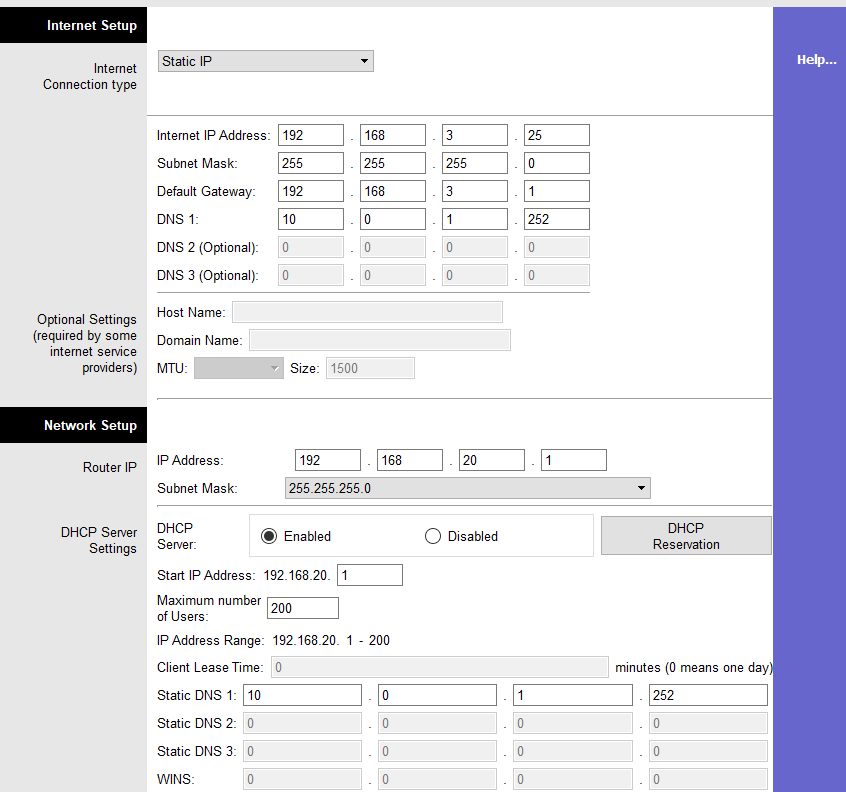 Internet Setup
Help...
Internet
Connection type
Static IP
Internet IP Address: 192 . 168 . 3 . 25
Subnet Mask: 255 . 255 . 255 . 0
Default Gateway: 192 . 168 . 3 . 1
DNS 1: 10 . 0 . 1 . 252
DNS 2 (Optional): 0 . 0 . 0 . 0
DNS 3 (Optional): 0 . 0 . 0 . 0
Optional Settings
(required by some
internet service
providers)
Host Name:
Domain Name:
MTU: Size: 1500
Network Setup
Router IP
IP Address: 192 . 168 . 20 . 1
Subnet Mask: 255.255.255.0
DHCP Server
Settings
DHCP
Server:
Enabled Disabled
DHCP
Reservation
Start IP Address: 192.168.20. 1
Maximum number
of Users: 200
IP Address Range: 192.168.20. 1 - 200
Client Lease Time: 0 minutes (0 means one day)
Static DNS 1: 10 . 0 . 1 . 252
Static DNS 2: 0 . 0 . 0 . 0
Static DNS 3: 0 . 0 . 0 . 0
WINS: 0 . 0 . 0 . 0